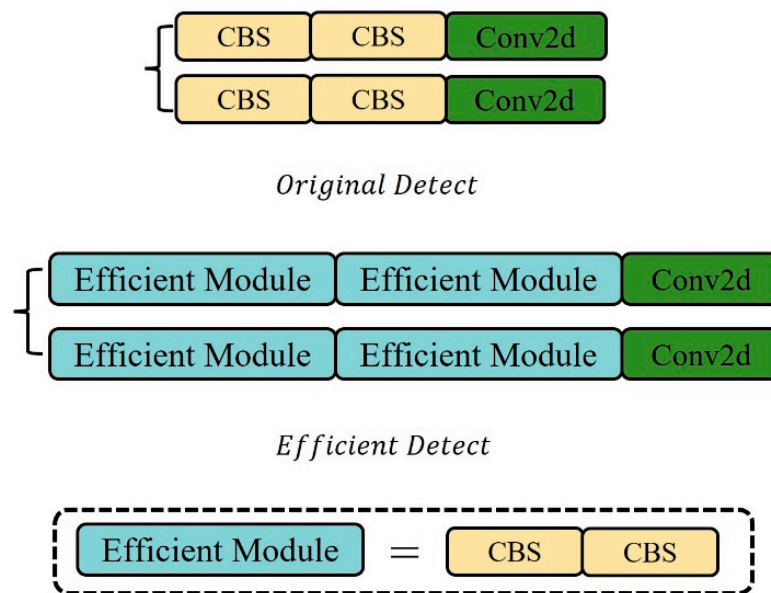 CBS CBS Conv2d
CBS CBS Conv2d
Original Detect
Efficient Module Efficient Module Conv2d
Efficient Module Efficient Module Conv2d
Efficient Detect
Efficient Module = CBS CBS